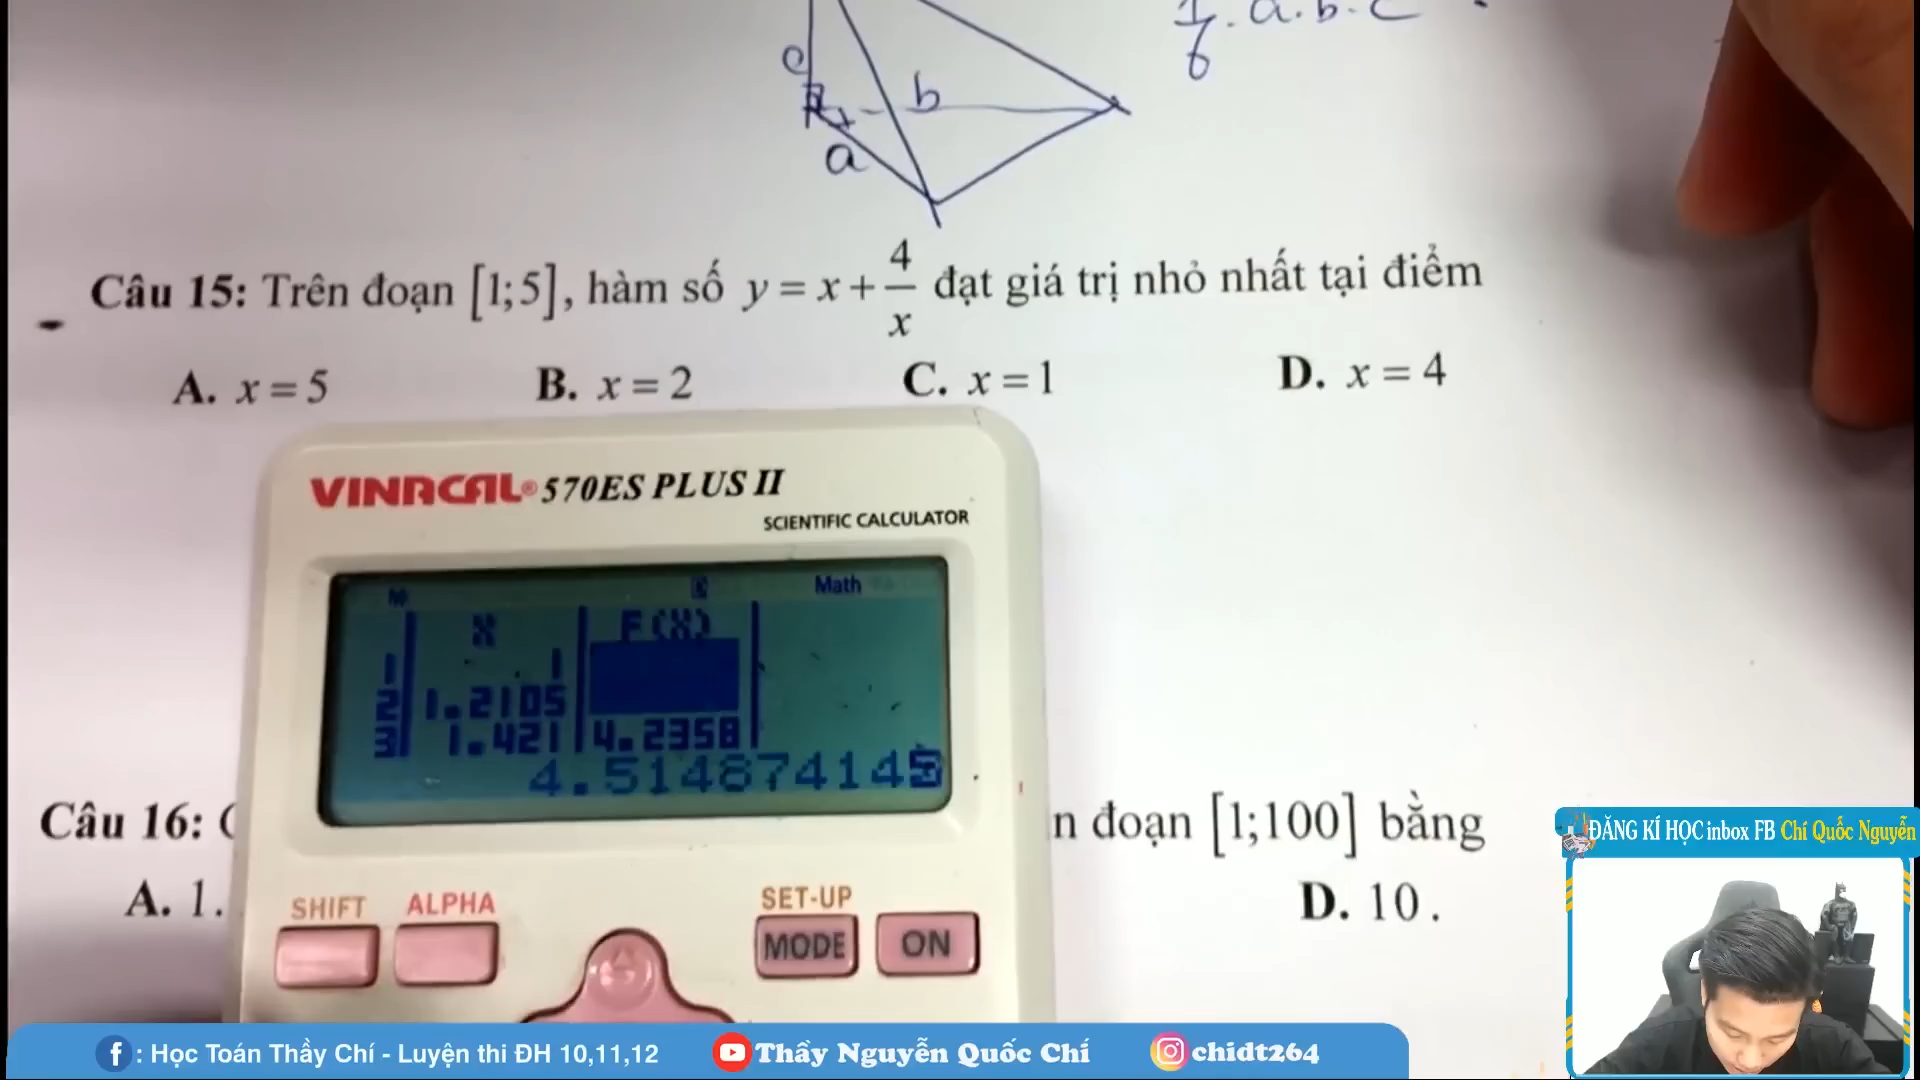 1/6 . a.b.c
c
b
a
Câu 15: Trên đoạn [1;5], hàm số y = x + 4/x đạt giá trị nhỏ nhất tại điểm
A. x = 5 B. x = 2 C. x = 1 D. x = 4
VINACAL® 570ES PLUS II
SCIENTIFIC CALCULATOR
Math
X F(X)
1 1
2 1.2105
3 1.421 4.2358
4.514874145
Câu 16: n đoạn [1;100] bằng
A. 1. D. 10.
SHIFT ALPHA SET-UP
MODE ON
ĐĂNG KÍ HỌC inbox FB Chí Quốc Nguyễn
: Học Toán Thầy Chí - Luyện thi ĐH 10,11,12 Thầy Nguyễn Quốc Chí chidt264